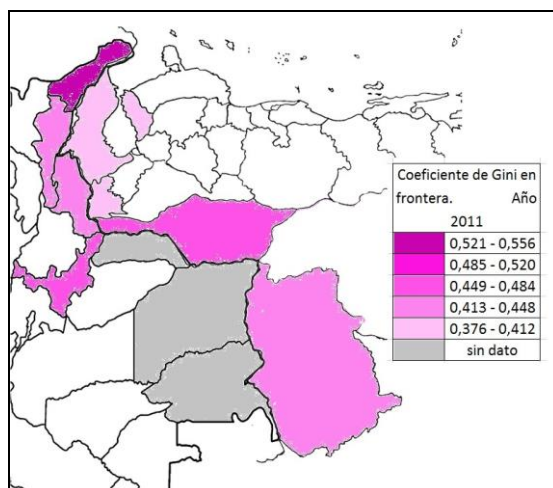 Coeficiente de Gini en
frontera. Año
2011
0,521 - 0,556
0,485 - 0,520
0,449 - 0,484
0,413 - 0,448
0,376 - 0,412
sin dato